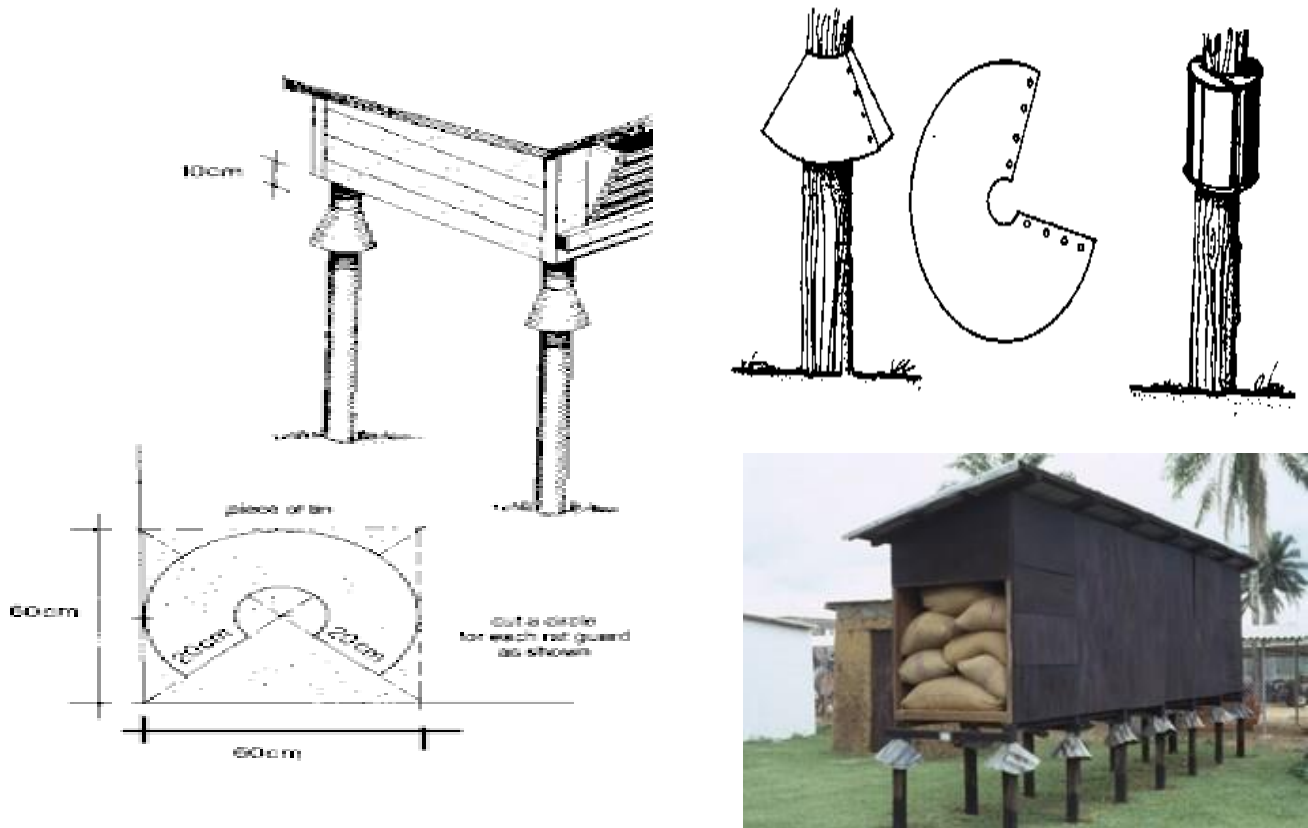 10cm
piece of tin
60cm
20cm
20cm
cut a circle
for each rat guard
as shown
60cm